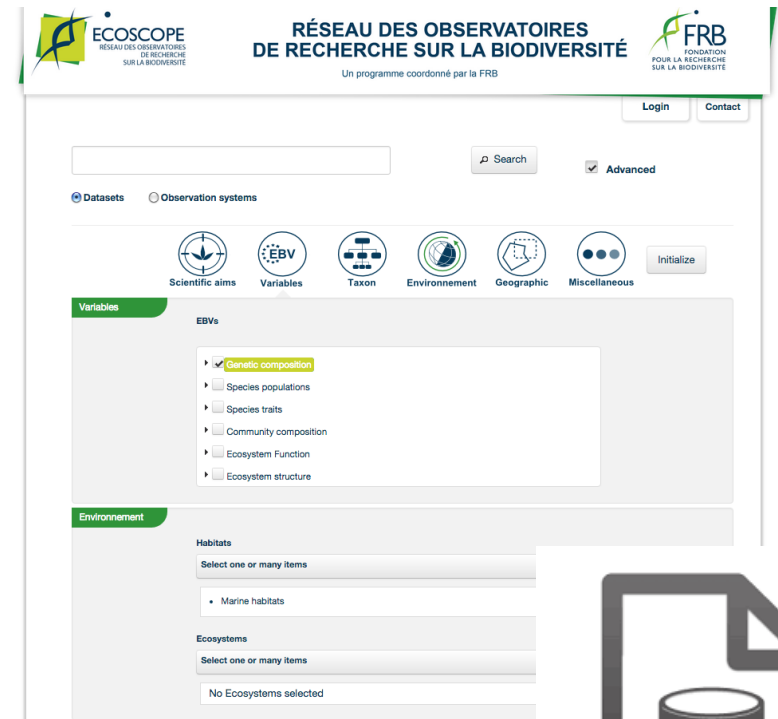 ECOSCOPE
RÉSEAU DES OBSERVATOIRES
DE RECHERCHE
SUR LA BIODIVERSITÉ
RÉSEAU DES OBSERVATOIRES
DE RECHERCHE SUR LA BIODIVERSITÉ
Un programme coordonné par la FRB
FRB
FONDATION
POUR LA RECHERCHE
SUR LA BIODIVERSITÉ
Login
Contact
Search
Advanced
Datasets
Observation systems
EBV
Scientific aims
Variables
Taxon
Environnement
Geographic
Miscellaneous
Initialize
Variables
EBVs
Genetic composition
Species populations
Species traits
Community composition
Ecosystem Function
Ecosystem structure
Environnement
Habitats
Select one or many items
Marine habitats
Ecosystems
Select one or many items
No Ecosystems selected